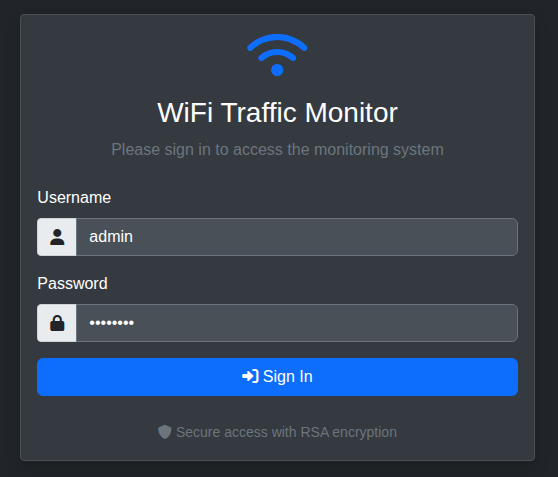 WiFi Traffic Monitor
Please sign in to access the monitoring system
Username
admin
Password
••••••••
Sign In
Secure access with RSA encryption